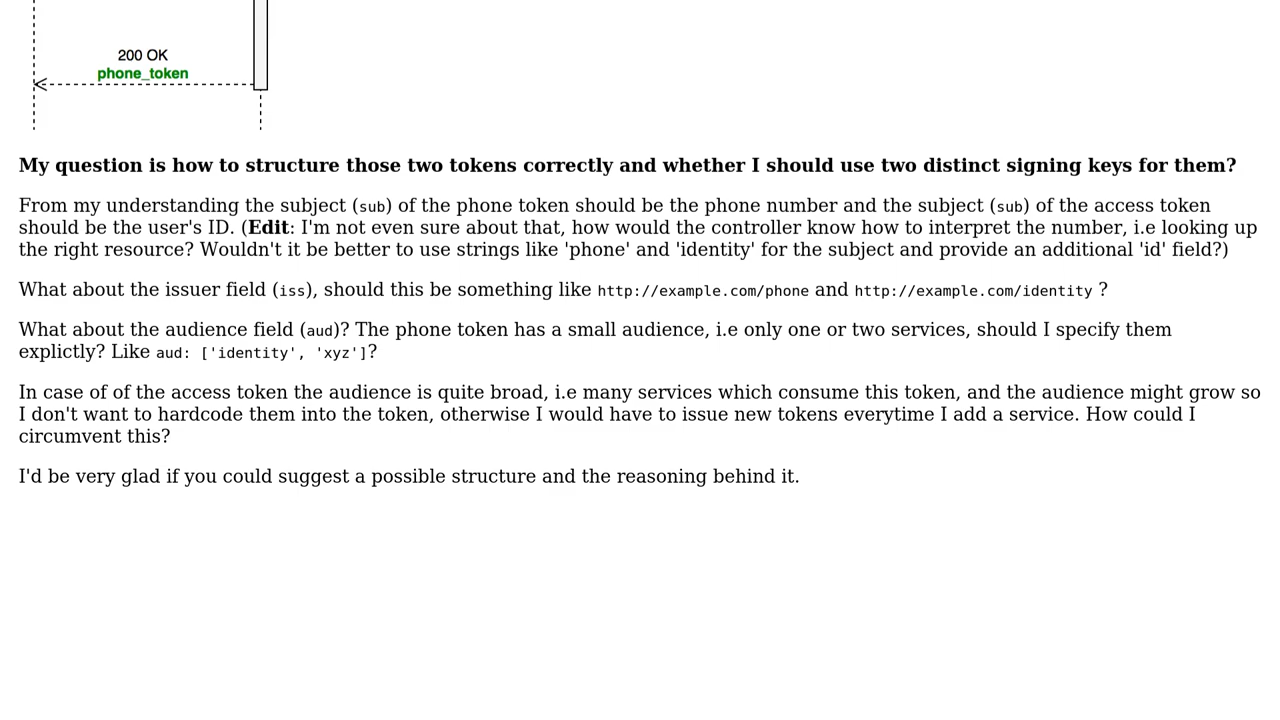 200 OK
phone_token
My question is how to structure those two tokens correctly and whether I should use two distinct signing keys for them?
From my understanding the subject (sub) of the phone token should be the phone number and the subject (sub) of the access token
should be the user's ID. (Edit: I'm not even sure about that, how would the controller know how to interpret the number, i.e looking up
the right resource? Wouldn't it be better to use strings like 'phone' and 'identity' for the subject and provide an additional 'id' field?)
What about the issuer field (iss), should this be something like http://example.com/phone and http://example.com/identity ?
What about the audience field (aud)? The phone token has a small audience, i.e only one or two services, should I specify them
explictly? Like aud: ['identity', 'xyz']?
In case of of the access token the audience is quite broad, i.e many services which consume this token, and the audience might grow so
I don't want to hardcode them into the token, otherwise I would have to issue new tokens everytime I add a service. How could I
circumvent this?
I'd be very glad if you could suggest a possible structure and the reasoning behind it.